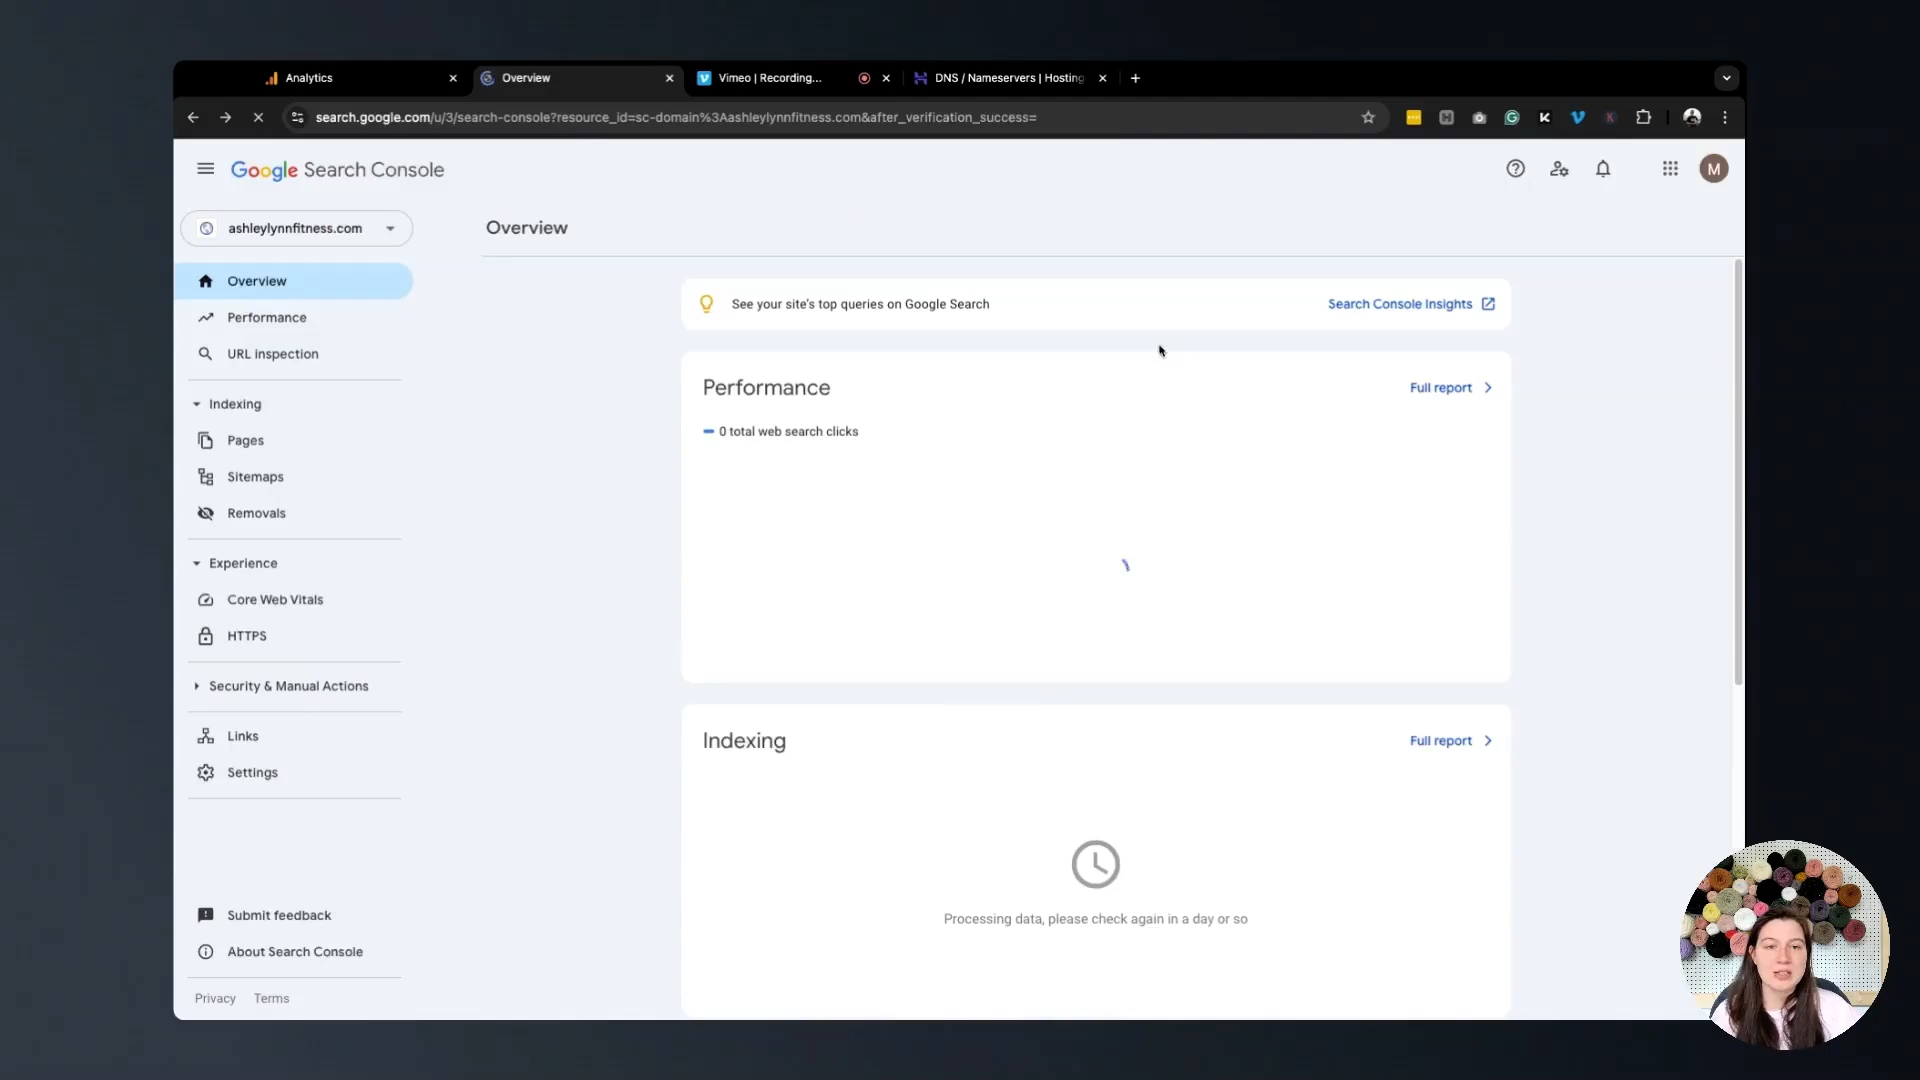 Analytics
Overview
Vimeo | Recording...
DNS / Nameservers | Hosting
search.google.com/u/3/search-console?resource_id=sc-domain%3Aashleylynnfitness.com&after_verification_success=
Google Search Console
M
ashleylynnfitness.com
Overview
Overview
Performance
URL inspection
Indexing
Pages
Sitemaps
Removals
Experience
Core Web Vitals
HTTPS
Security & Manual Actions
Links
Settings
Submit feedback
About Search Console
Privacy Terms
See your site's top queries on Google Search
Search Console Insights
Performance
Full report
0 total web search clicks
Indexing
Full report
Processing data, please check again in a day or so